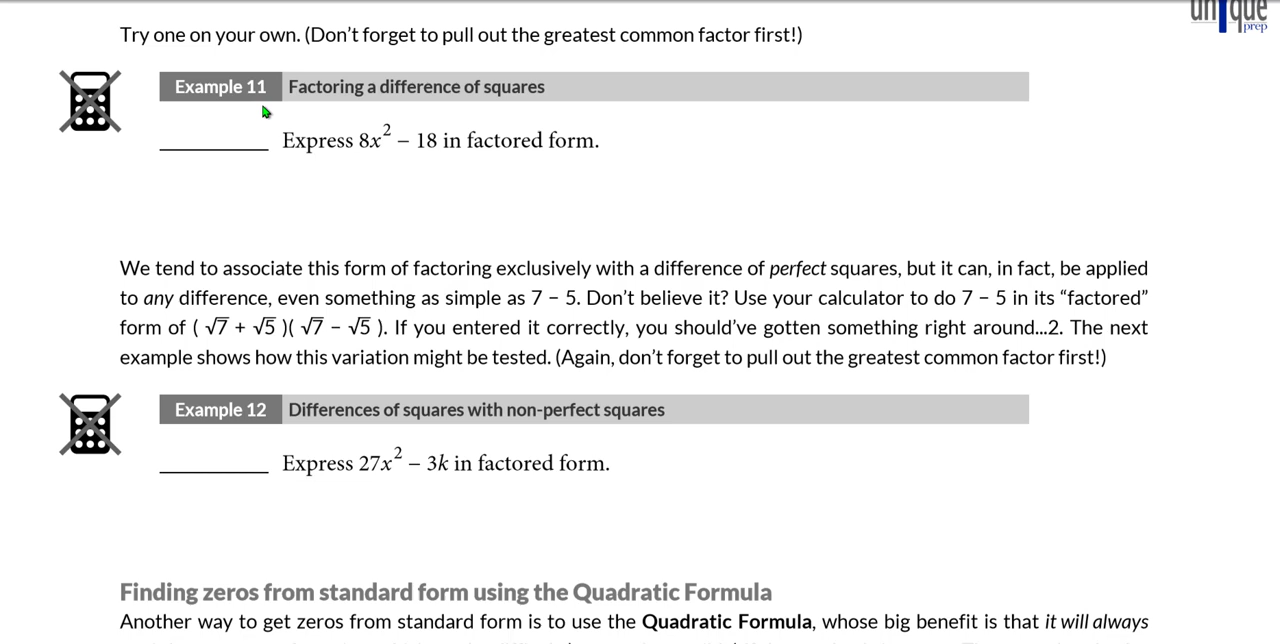 unıque
prep
Try one on your own. (Don’t forget to pull out the greatest common factor first!)
Example 11 Factoring a difference of squares
Express 8x² – 18 in factored form.
We tend to associate this form of factoring exclusively with a difference of perfect squares, but it can, in fact, be applied
to any difference, even something as simple as 7 – 5. Don’t believe it? Use your calculator to do 7 – 5 in its “factored”
form of ( √7 + √5 )( √7 – √5 ). If you entered it correctly, you should’ve gotten something right around...2. The next
example shows how this variation might be tested. (Again, don’t forget to pull out the greatest common factor first!)
Example 12 Differences of squares with non-perfect squares
Express 27x² – 3k in factored form.
Finding zeros from standard form using the Quadratic Formula
Another way to get zeros from standard form is to use the Quadratic Formula, whose big benefit is that it will always